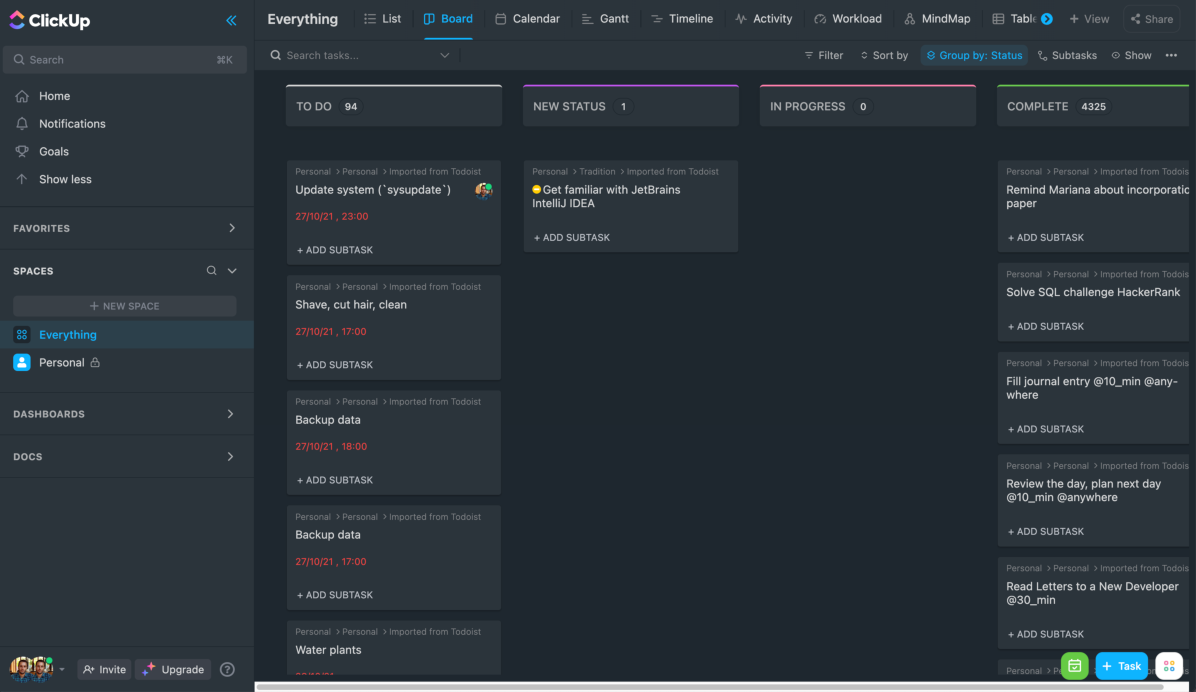 ClickUp
Search
⌘K
Home
Notifications
Goals
Show less
FAVORITES
SPACES
+ NEW SPACE
Everything
Personal
DASHBOARDS
DOCS
Invite
Upgrade
?
Everything
List
Board
Calendar
Gantt
Timeline
Activity
Workload
MindMap
Table
+ View
Share
Search tasks...
Filter
Sort by
Group by: Status
Subtasks
Show
TO DO 94
Personal > Personal > Imported from Todoist
Update system (`sysupdate`)
27/10/21 , 23:00
+ ADD SUBTASK
Personal > Personal > Imported from Todoist
Shave, cut hair, clean
27/10/21 , 17:00
+ ADD SUBTASK
Personal > Personal > Imported from Todoist
Backup data
27/10/21 , 18:00
+ ADD SUBTASK
Personal > Personal > Imported from Todoist
Backup data
27/10/21 , 17:00
+ ADD SUBTASK
Personal > Personal > Imported from Todoist
Water plants
NEW STATUS 1
Personal > Tradition > Imported from Todoist
Get familiar with JetBrains
IntelliJ IDEA
+ ADD SUBTASK
IN PROGRESS 0
COMPLETE 4325
Personal > Personal > Imported from Todois
Remind Mariana about incorporatio
paper
+ ADD SUBTASK
Personal > Personal > Imported from Todois
Solve SQL challenge HackerRank
+ ADD SUBTASK
Personal > Personal > Imported from Todois
Fill journal entry @10_min @any-
where
+ ADD SUBTASK
Personal > Personal > Imported from Todois
Review the day, plan next day
@10_min @anywhere
+ ADD SUBTASK
Personal > Personal > Imported from Todois
Read Letters to a New Developer
@30_min
+ ADD SUBTASK
Personal
+ Task